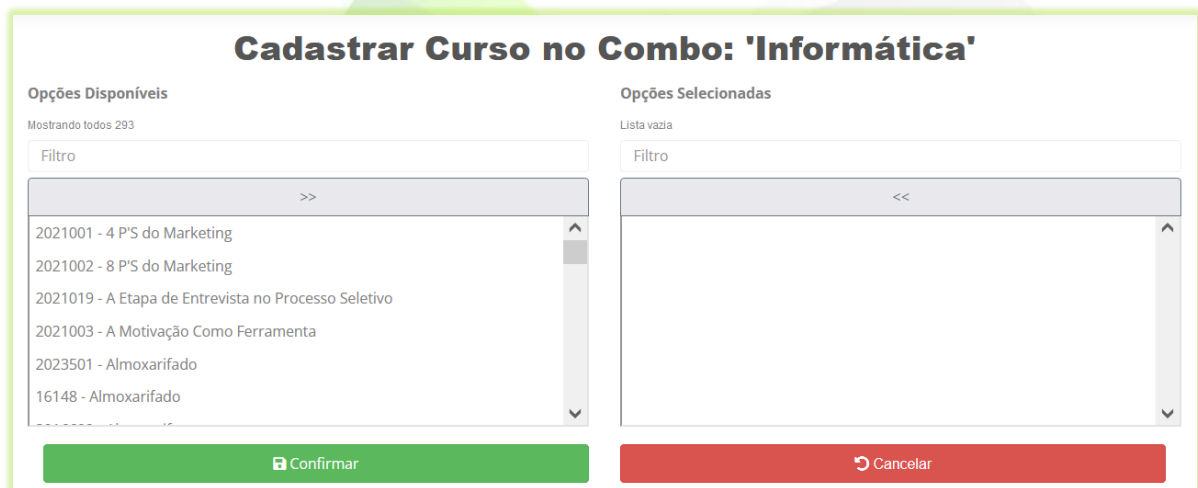 Cadastrar Curso no Combo: 'Informática'
Opções Disponíveis
Mostrando todos 293
Filtro
>>
2021001 - 4 P'S do Marketing
2021002 - 8 P'S do Marketing
2021019 - A Etapa de Entrevista no Processo Seletivo
2021003 - A Motivação Como Ferramenta
2023501 - Almoxarifado
16148 - Almoxarifado
Confirmar
Opções Selecionadas
Lista vazia
Filtro
<<
Cancelar